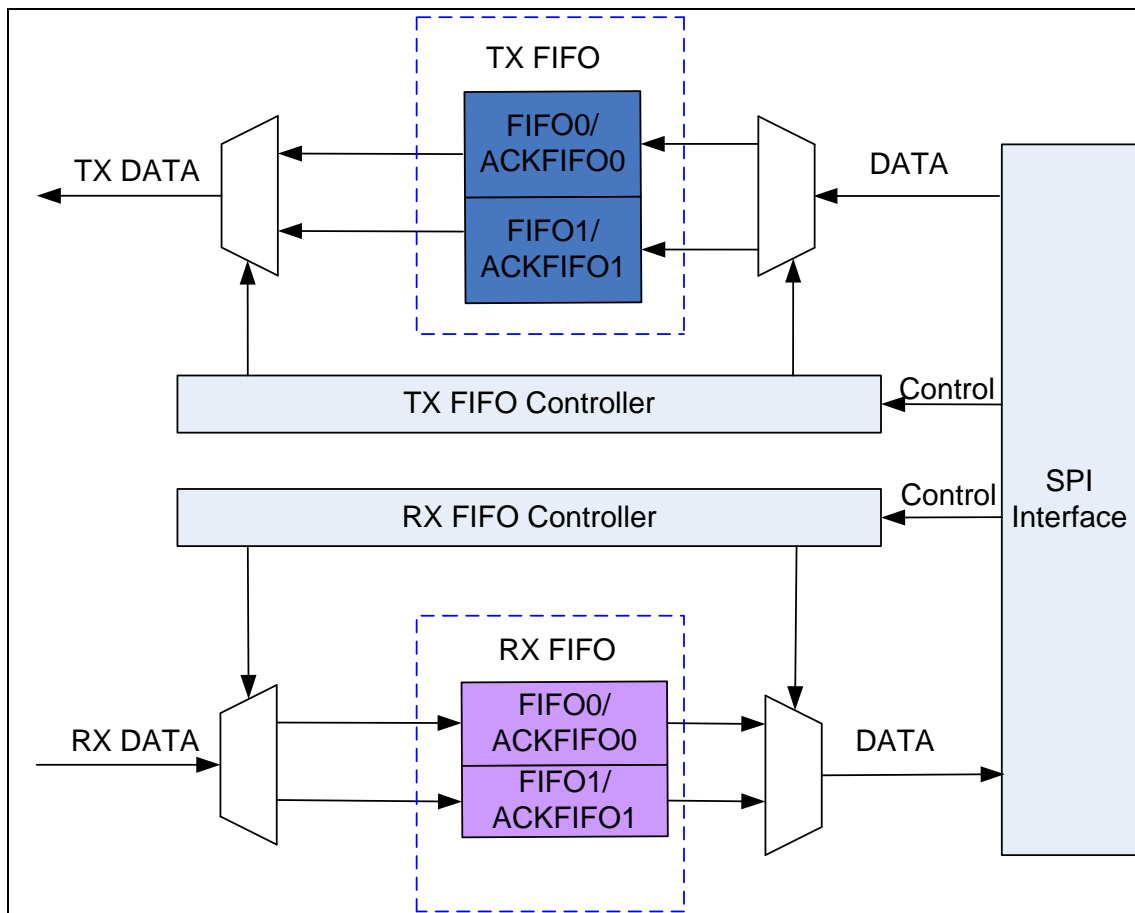 TX FIFO
FIFO0/
ACKFIFO0
TX DATA
DATA
FIFO1/
ACKFIFO1
TX FIFO Controller
Control
RX FIFO Controller
Control
SPI
Interface
RX FIFO
FIFO0/
ACKFIFO0
RX DATA
DATA
FIFO1/
ACKFIFO1